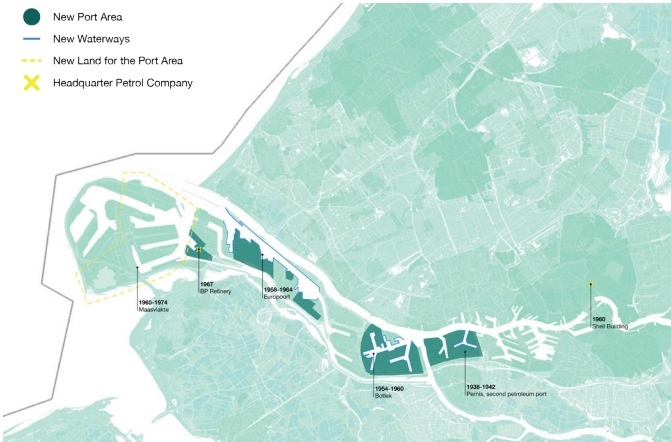 New Port Area
New Waterways
New Land for the Port Area
Headquarter Petrol Company
1967
BP Refinery
1958-1964
Europoort
1965-1974
Maasvlakte
1960
Shell Building
1954-1960
Botlek
1938-1942
Pernis, second petroleum port